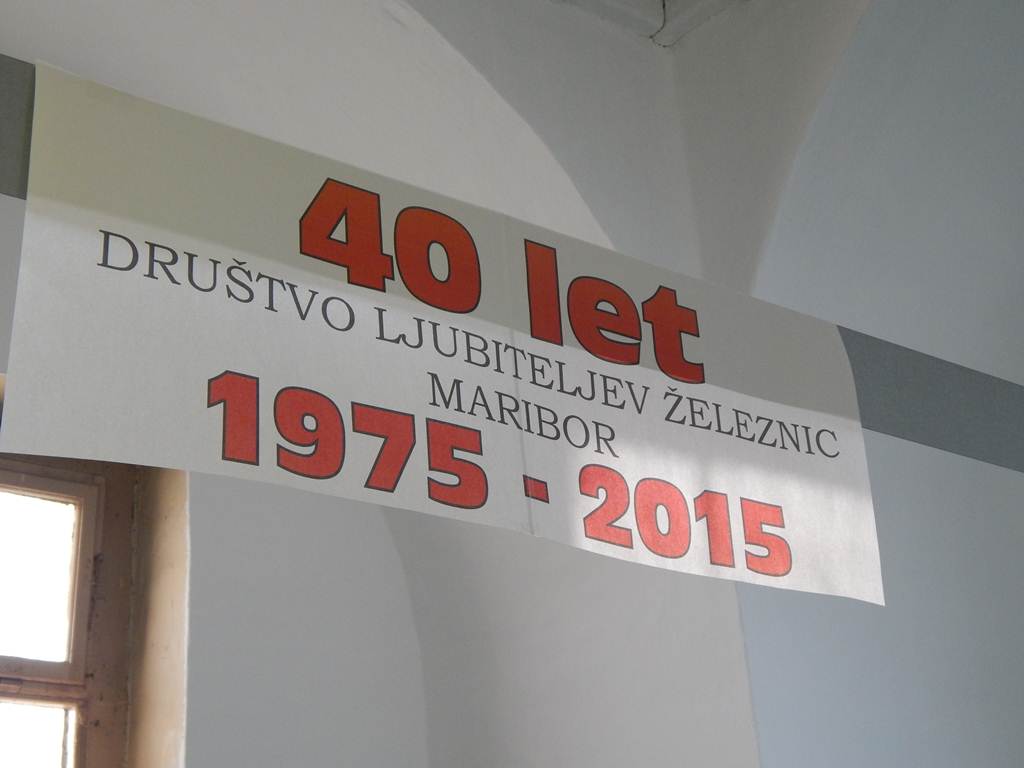 40 let
DRUŠTVO LJUBITELJEV ŽELEZNIC
MARIBOR
1975 - 2015